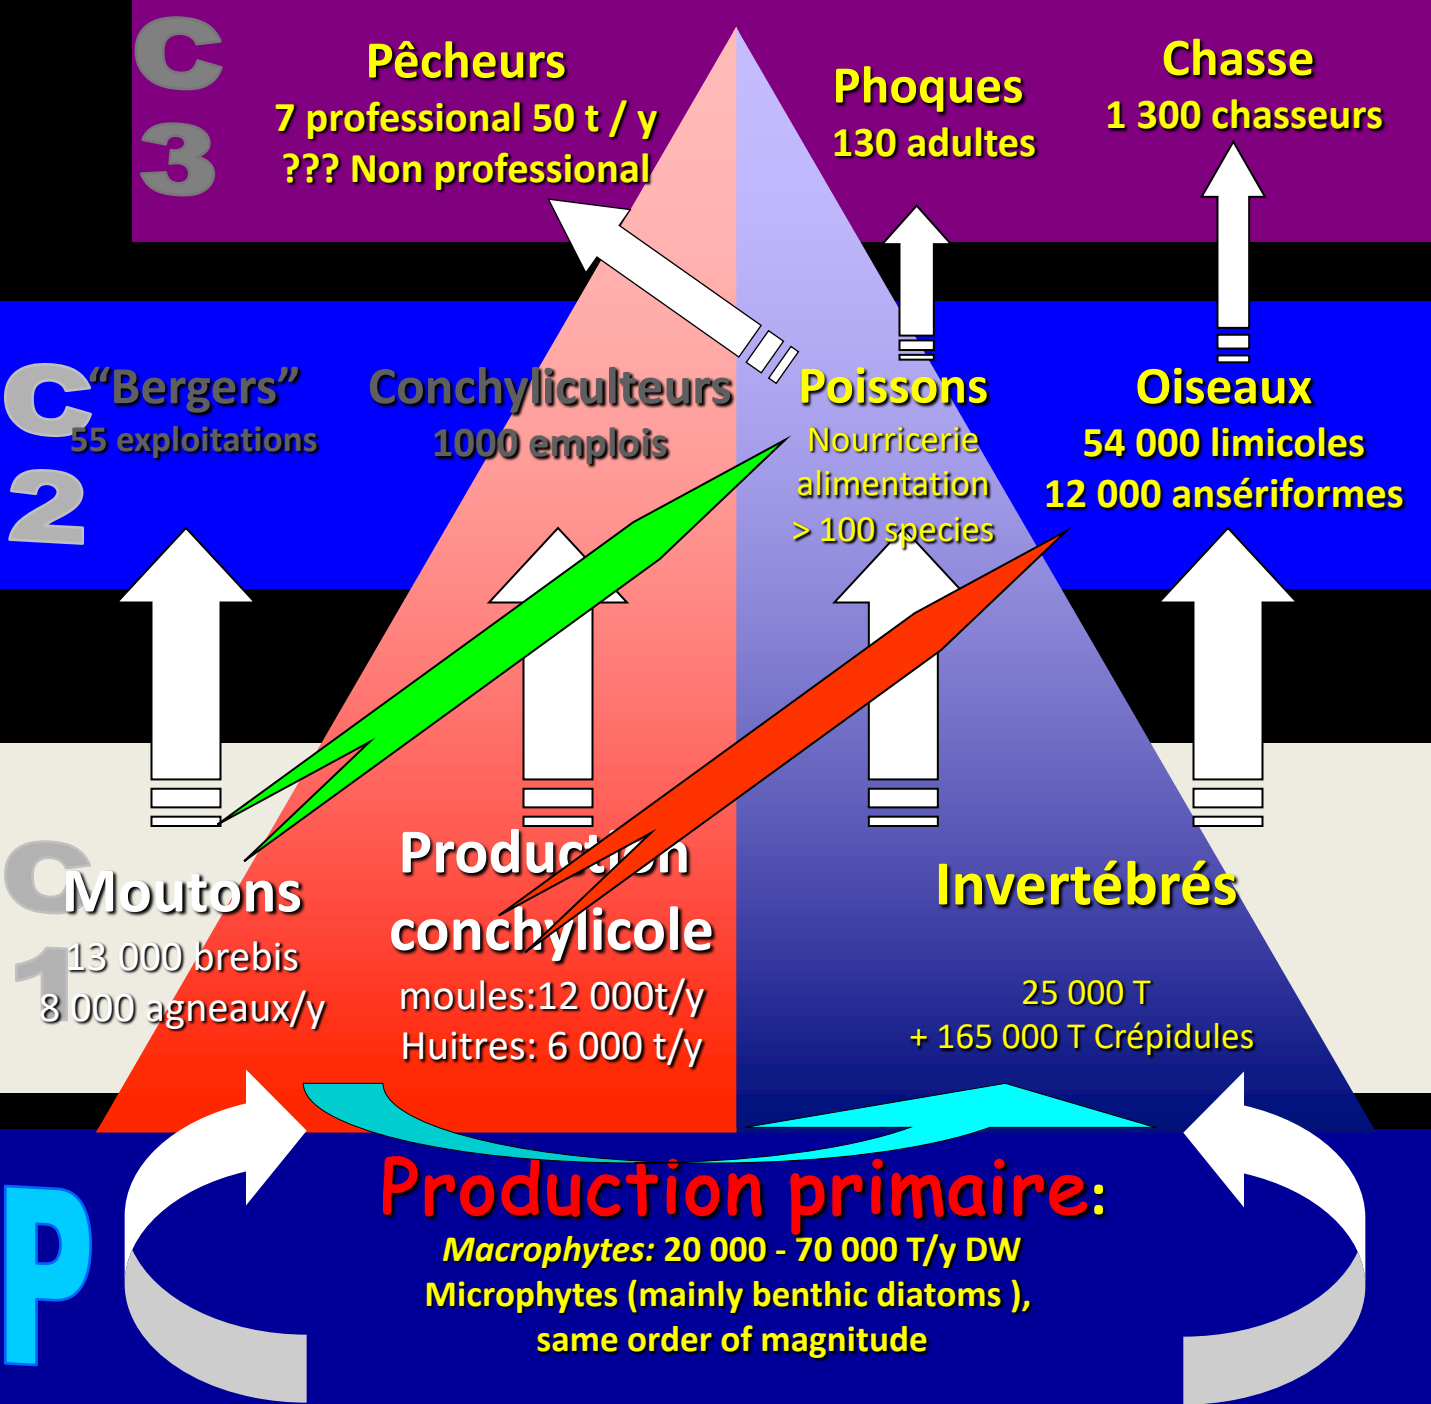 C
3
Pêcheurs
7 professional 50 t / y
??? Non professional
Phoques
130 adultes
Chasse
1 300 chasseurs
C
2
“Bergers”
55 exploitations
Conchyliculteurs
1000 emplois
Poissons
Nourricerie
alimentation
> 100 species
Oiseaux
54 000 limicoles
12 000 ansériformes
C
1
Moutons
13 000 brebis
8 000 agneaux/y
Production
conchylicole
moules:12 000t/y
Huitres: 6 000 t/y
Invertébrés
25 000 T
+ 165 000 T Crépidules
P
Production primaire:
Macrophytes: 20 000 - 70 000 T/y DW
Microphytes (mainly benthic diatoms ),
same order of magnitude